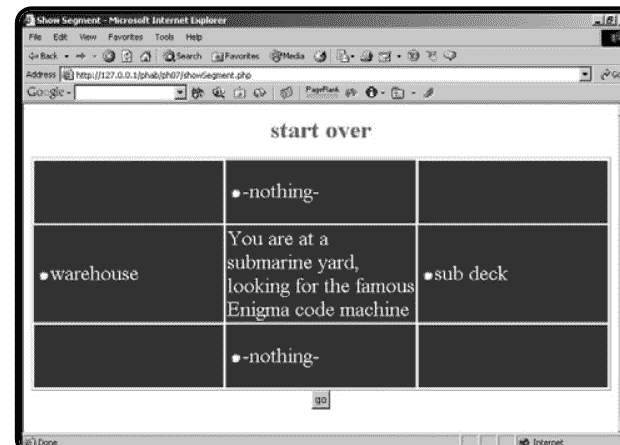 Show Segment - Microsoft Internet Explorer
File Edit View Favorites Tools Help
Back Search Favorites Media
Address http://127.0.0.1/phab/ph07/showSegment.php Go
Google PageRank
start over
-nothing-
You are at a
submarine yard,
warehouse looking for the famous sub deck
Enigma code machine
-nothing-
go
Done Internet